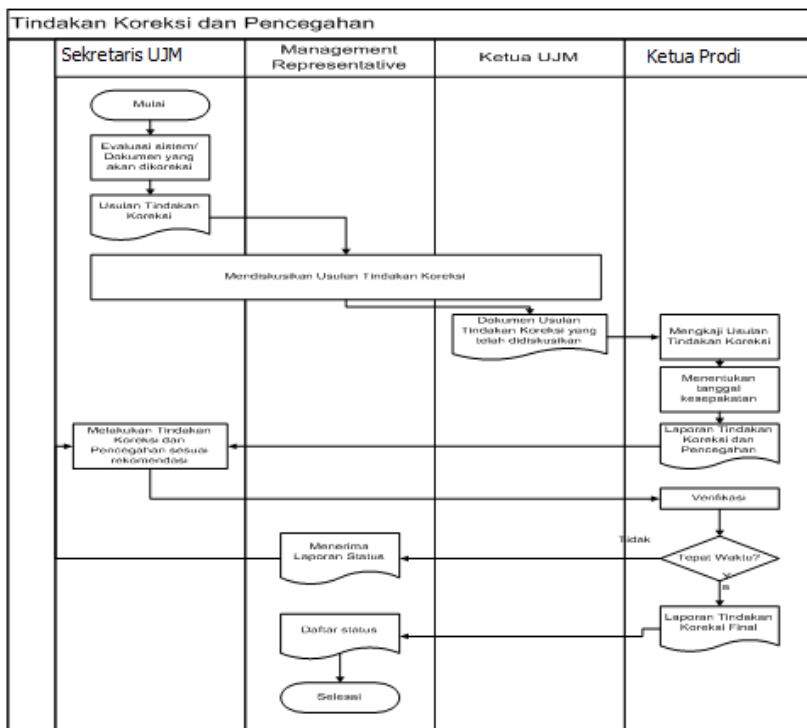 Tindakan Koreksi dan Pencegahan
Sekretaris UJM
Management
Representative
Ketua UJM
Ketua Prodi
Mulai
Evaluasi sistem/
Dokumen yang
akan dikoreksi
Usulan Tindakan
Koreksi
Mendiskusikan Usulan Tindakan Koreksi
Dokumen Usulan
Tindakan Koreksi yang
telah didiskusikan
Mengkaji Usulan
Tindakan Koreksi
Menentukan
tanggal
kesepakatan
Laporan Tindakan
Koreksi dan
Pencegahan
Melakukan Tindakan
Koreksi dan
Pencegahan sesuai
rekomendasi
Verifikasi
Tidak
Tepat Waktu?
Menerima
Laporan Status
Y
a
Laporan Tindakan
Koreksi Final
Daftar status
Selesai